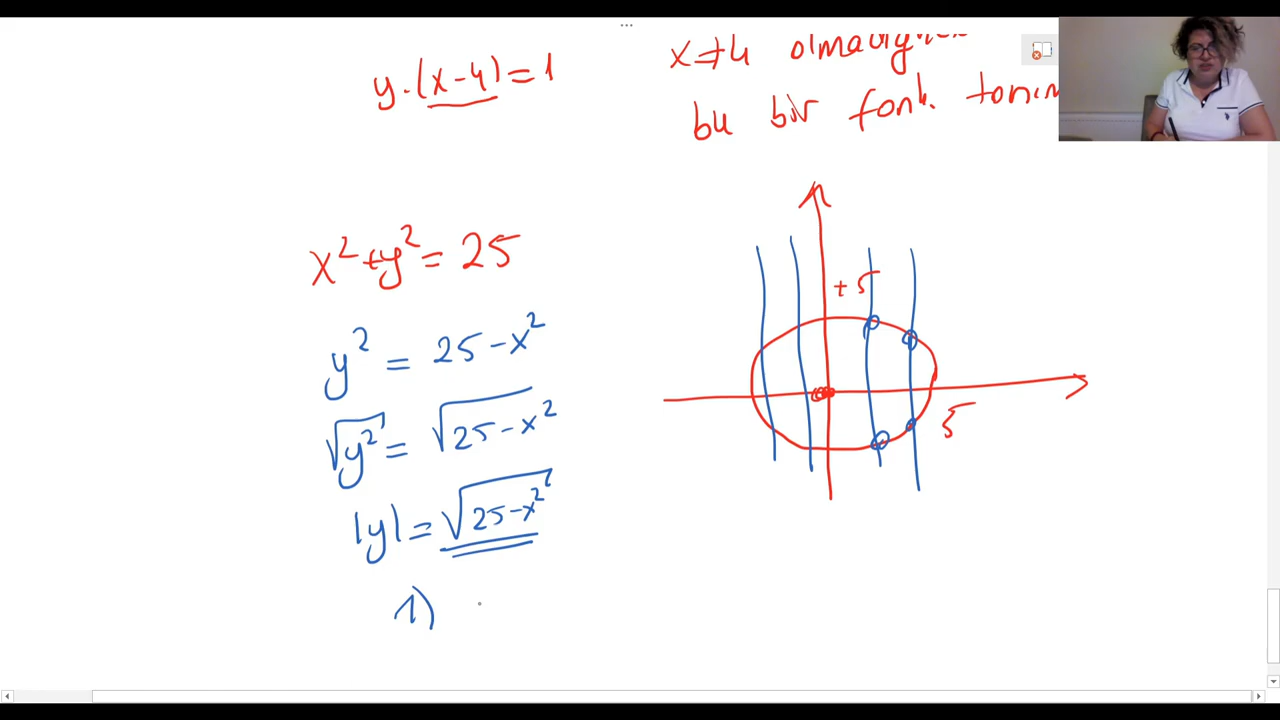 y.(x-4)=1
x≠4
bu bir fonk.
x²+y²=25
y² = 25-x²
√y² = √25-x²
|y| = √25-x²
1)
+5
5